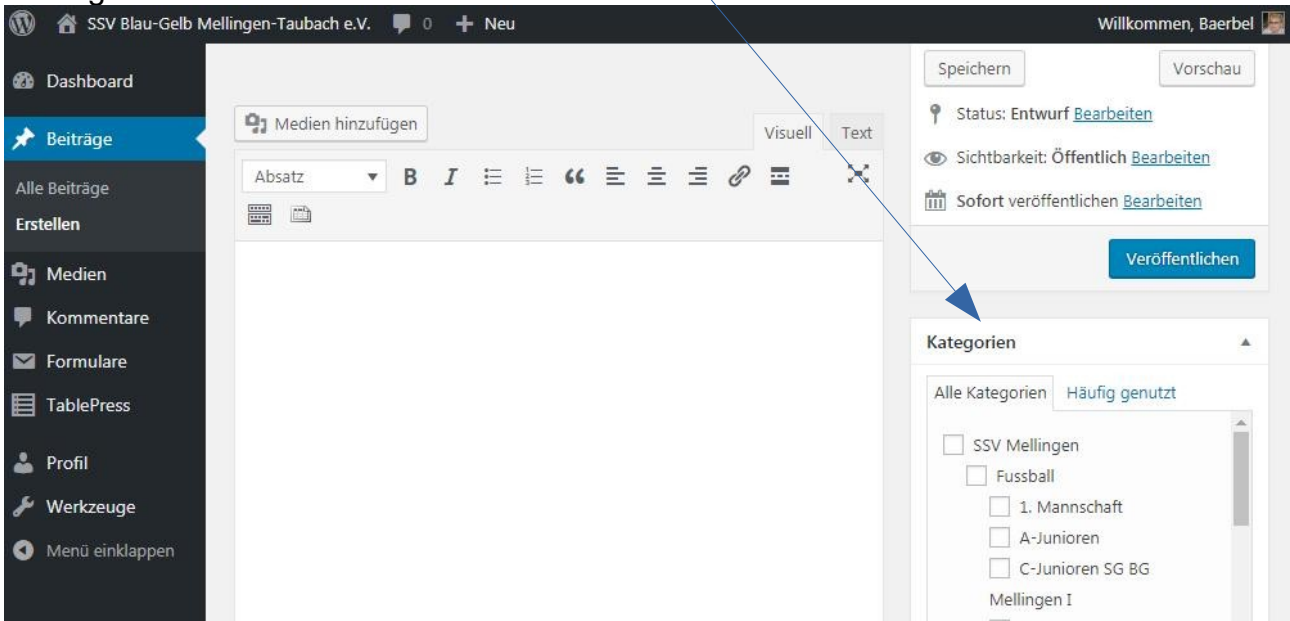 SSV Blau-Gelb Mellingen-Taubach e.V. 0 Neu Willkommen, Baerbel
Dashboard
Beiträge
Alle Beiträge
Erstellen
Medien
Kommentare
Formulare
TablePress
Profil
Werkzeuge
Menü einklappen
Medien hinzufügen
Visuell Text
Absatz B I
Speichern Vorschau
Status: Entwurf Bearbeiten
Sichtbarkeit: Öffentlich Bearbeiten
Sofort veröffentlichen Bearbeiten
Veröffentlichen
Kategorien
Alle Kategorien Häufig genutzt
SSV Mellingen
Fussball
1. Mannschaft
A-Junioren
C-Junioren SG BG
Mellingen I